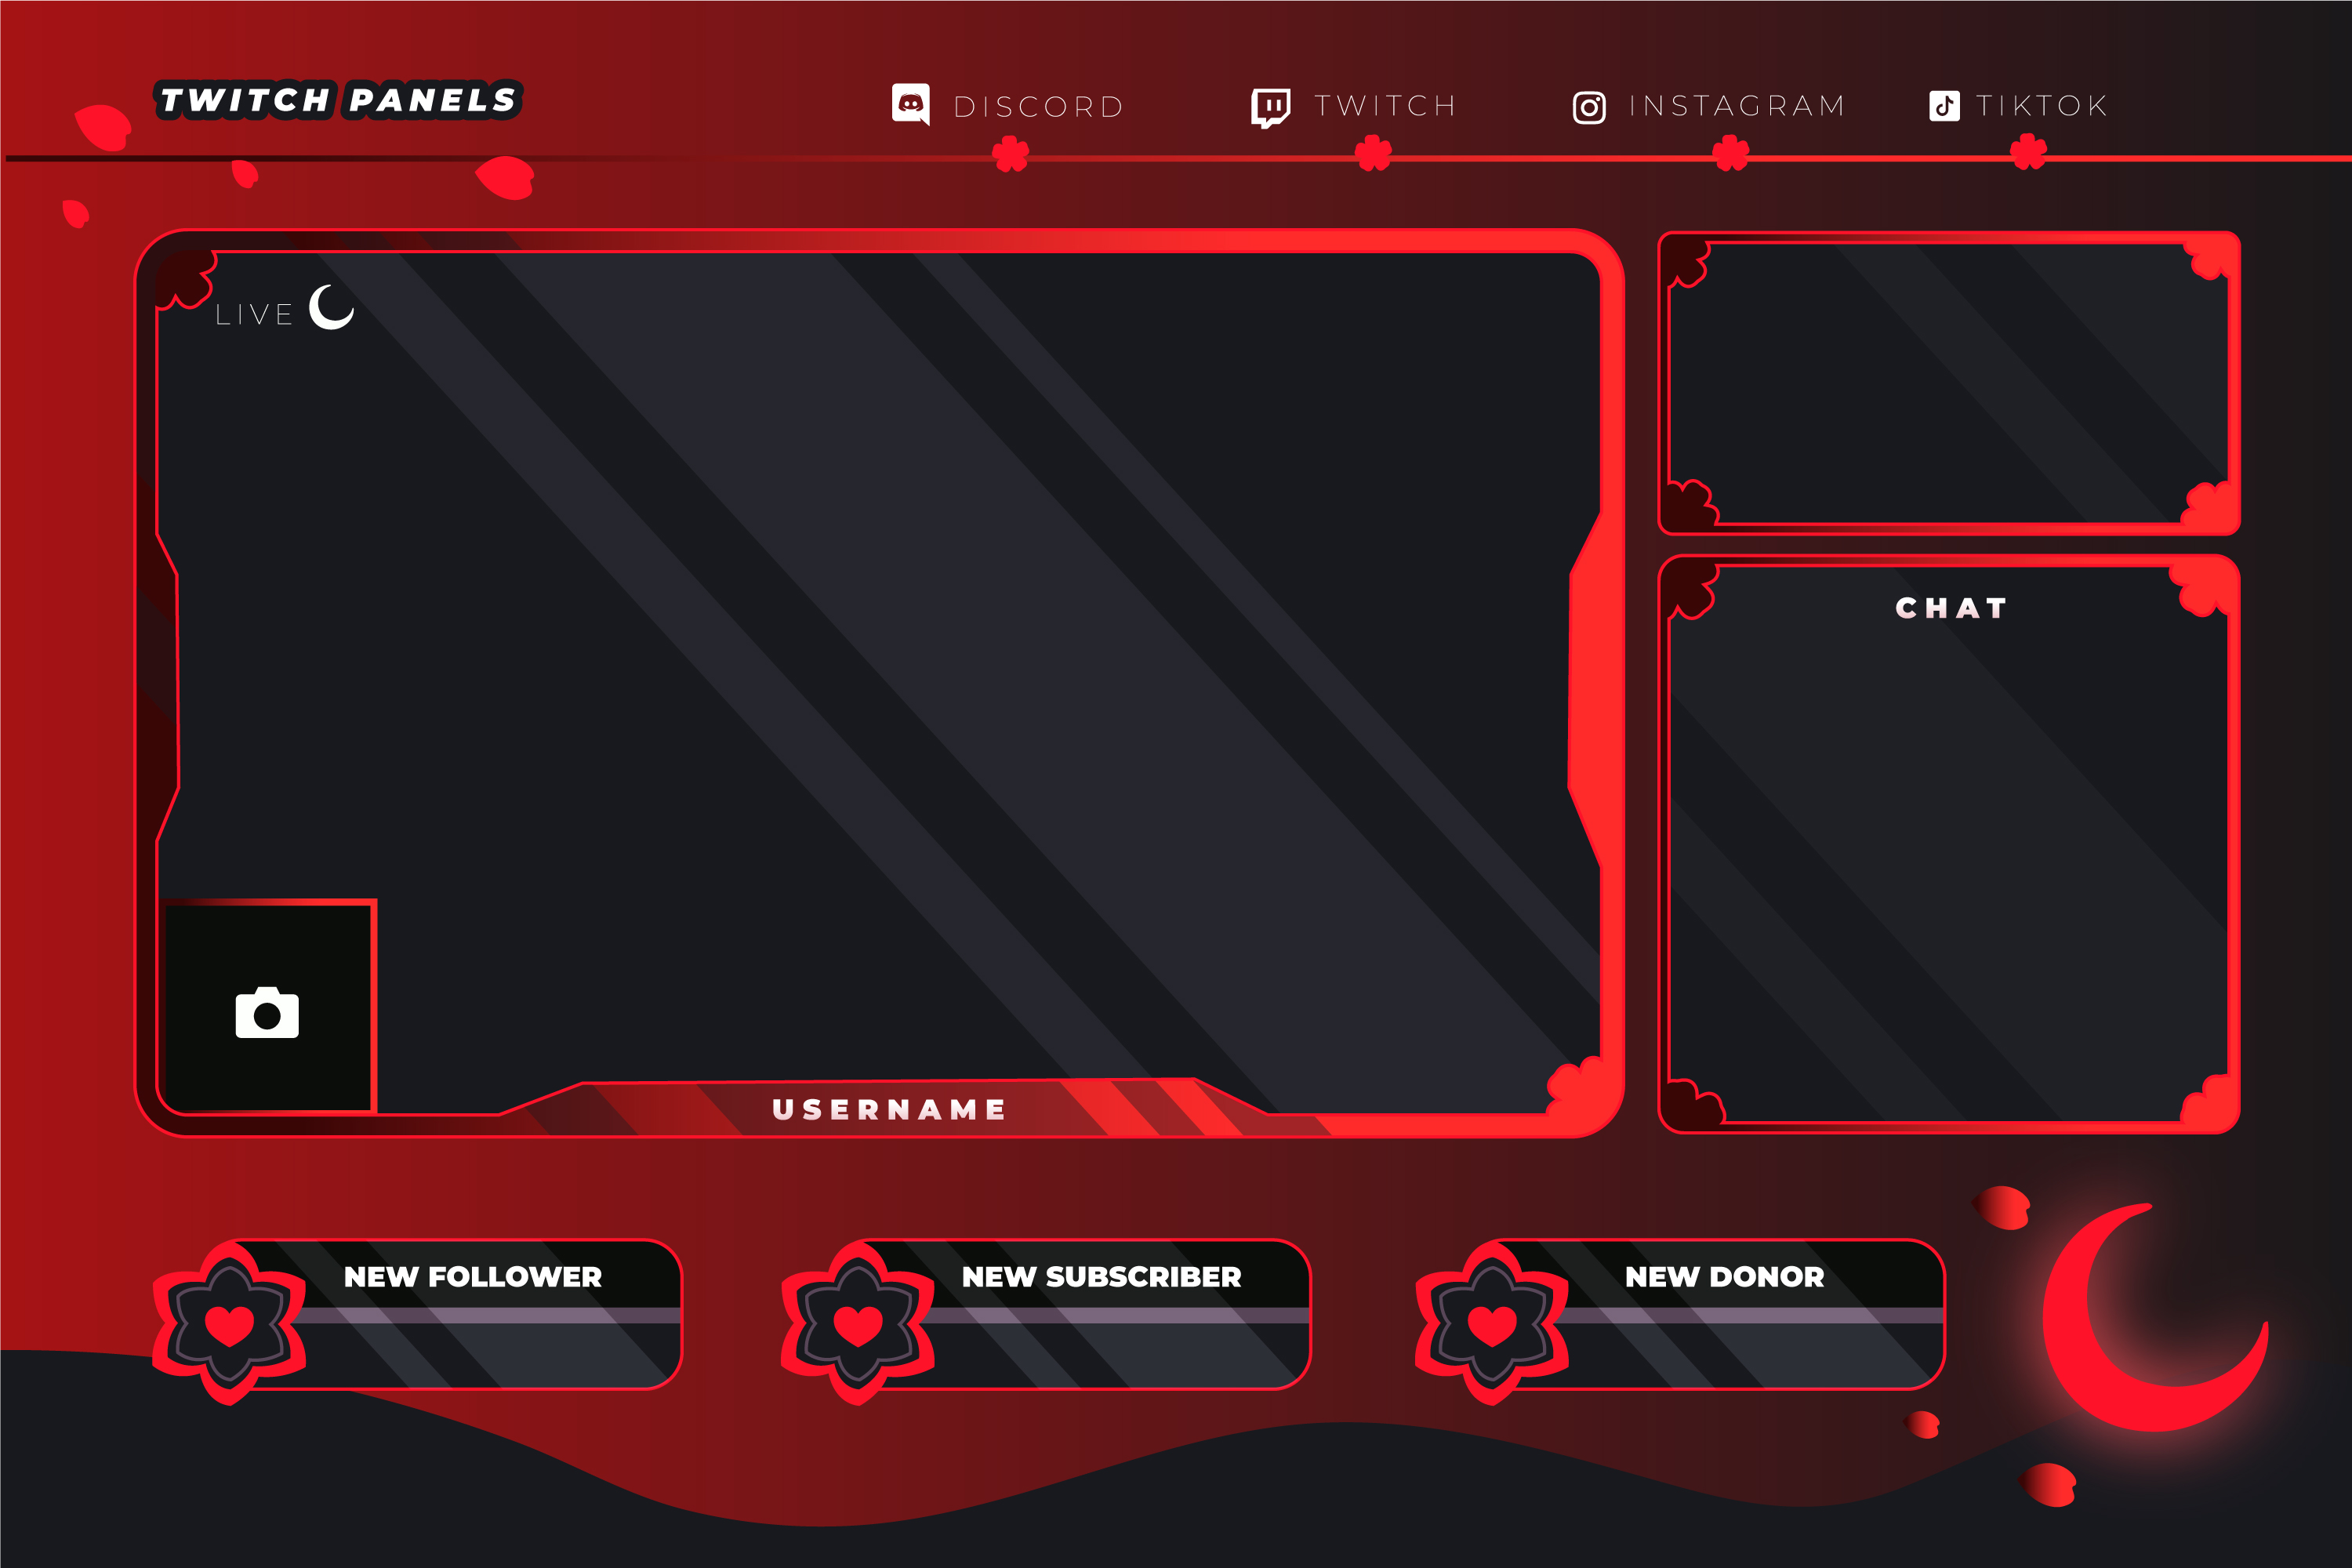 TWITCH PANELS
DISCORD
TWITCH
INSTAGRAM
TIKTOK
LIVE
CHAT
USERNAME
NEW FOLLOWER
NEW SUBSCRIBER
NEW DONOR